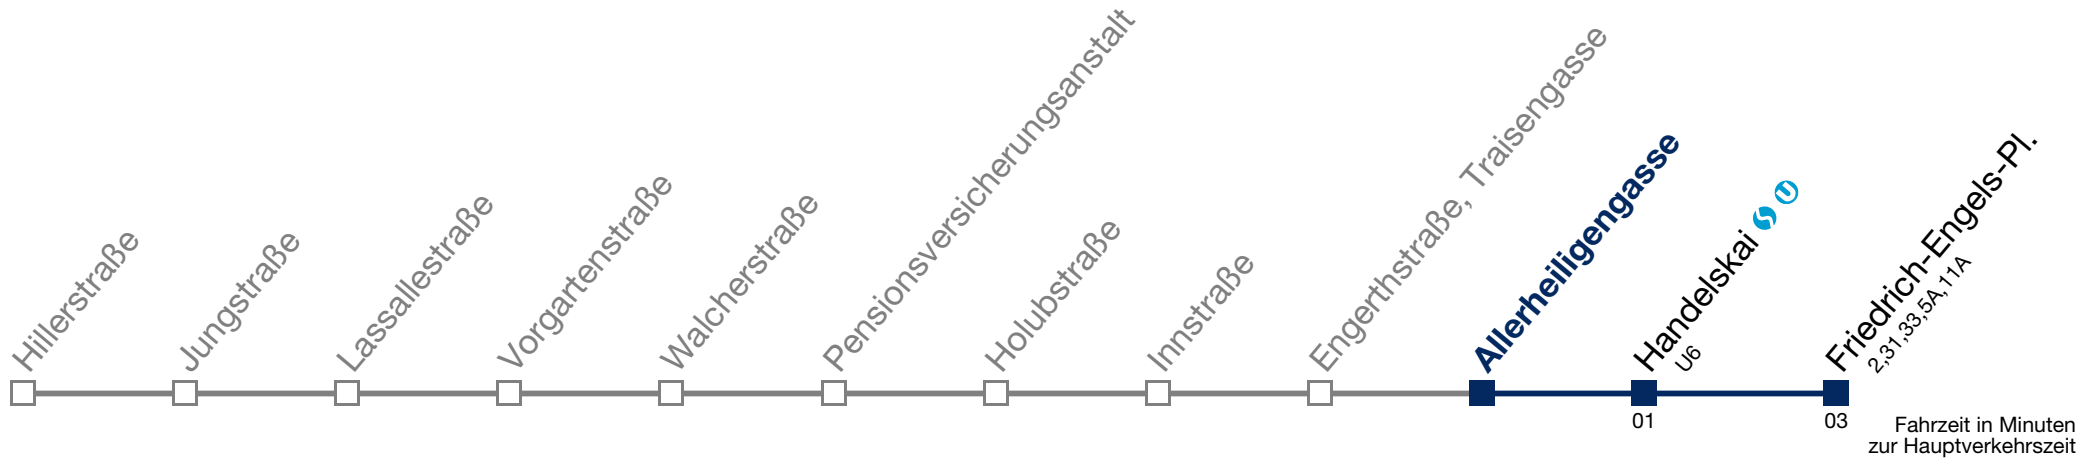 Hillerstraße
Jungstraße
Lassallestraße
Vorgartenstraße
Walcherstraße
Pensionsversicherungsanstalt
Holubstraße
Innstraße
Engerthstraße, Traisengasse
Allerheiligengasse
Handelskai
U6
Friedrich-Engels-Pl.
2,31,33,5A,11A
01
03
Fahrzeit in Minuten
zur Hauptverkehrszeit